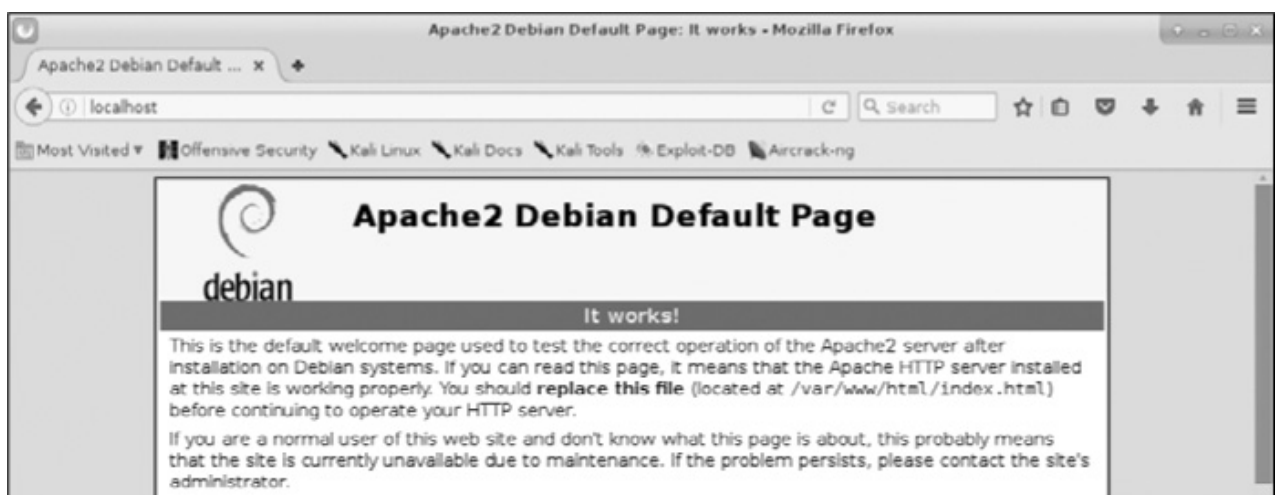 Apache2 Debian Default Page: It works - Mozilla Firefox
Apache2 Debian Default ...
localhost
Search
Most Visited
Offensive Security
Kali Linux
Kali Docs
Kali Tools
Exploit-DB
Aircrack-ng
debian
Apache2 Debian Default Page
It works!
This is the default welcome page used to test the correct operation of the Apache2 server after
installation on Debian systems. If you can read this page, it means that the Apache HTTP server installed
at this site is working properly. You should replace this file (located at /var/www/html/index.html)
before continuing to operate your HTTP server.
If you are a normal user of this web site and don't know what this page is about, this probably means
that the site is currently unavailable due to maintenance. If the problem persists, please contact the site's
administrator.